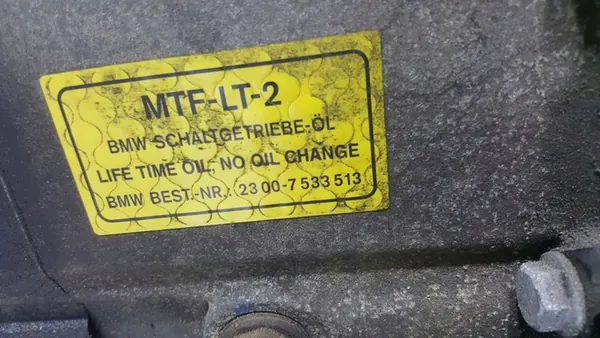 MTF-LT-2
BMW SCHALTGETRIEBE-ÖL
LIFE TIME OIL, NO OIL CHANGE
BMW BEST.-NR.: 23 00-7 533 513